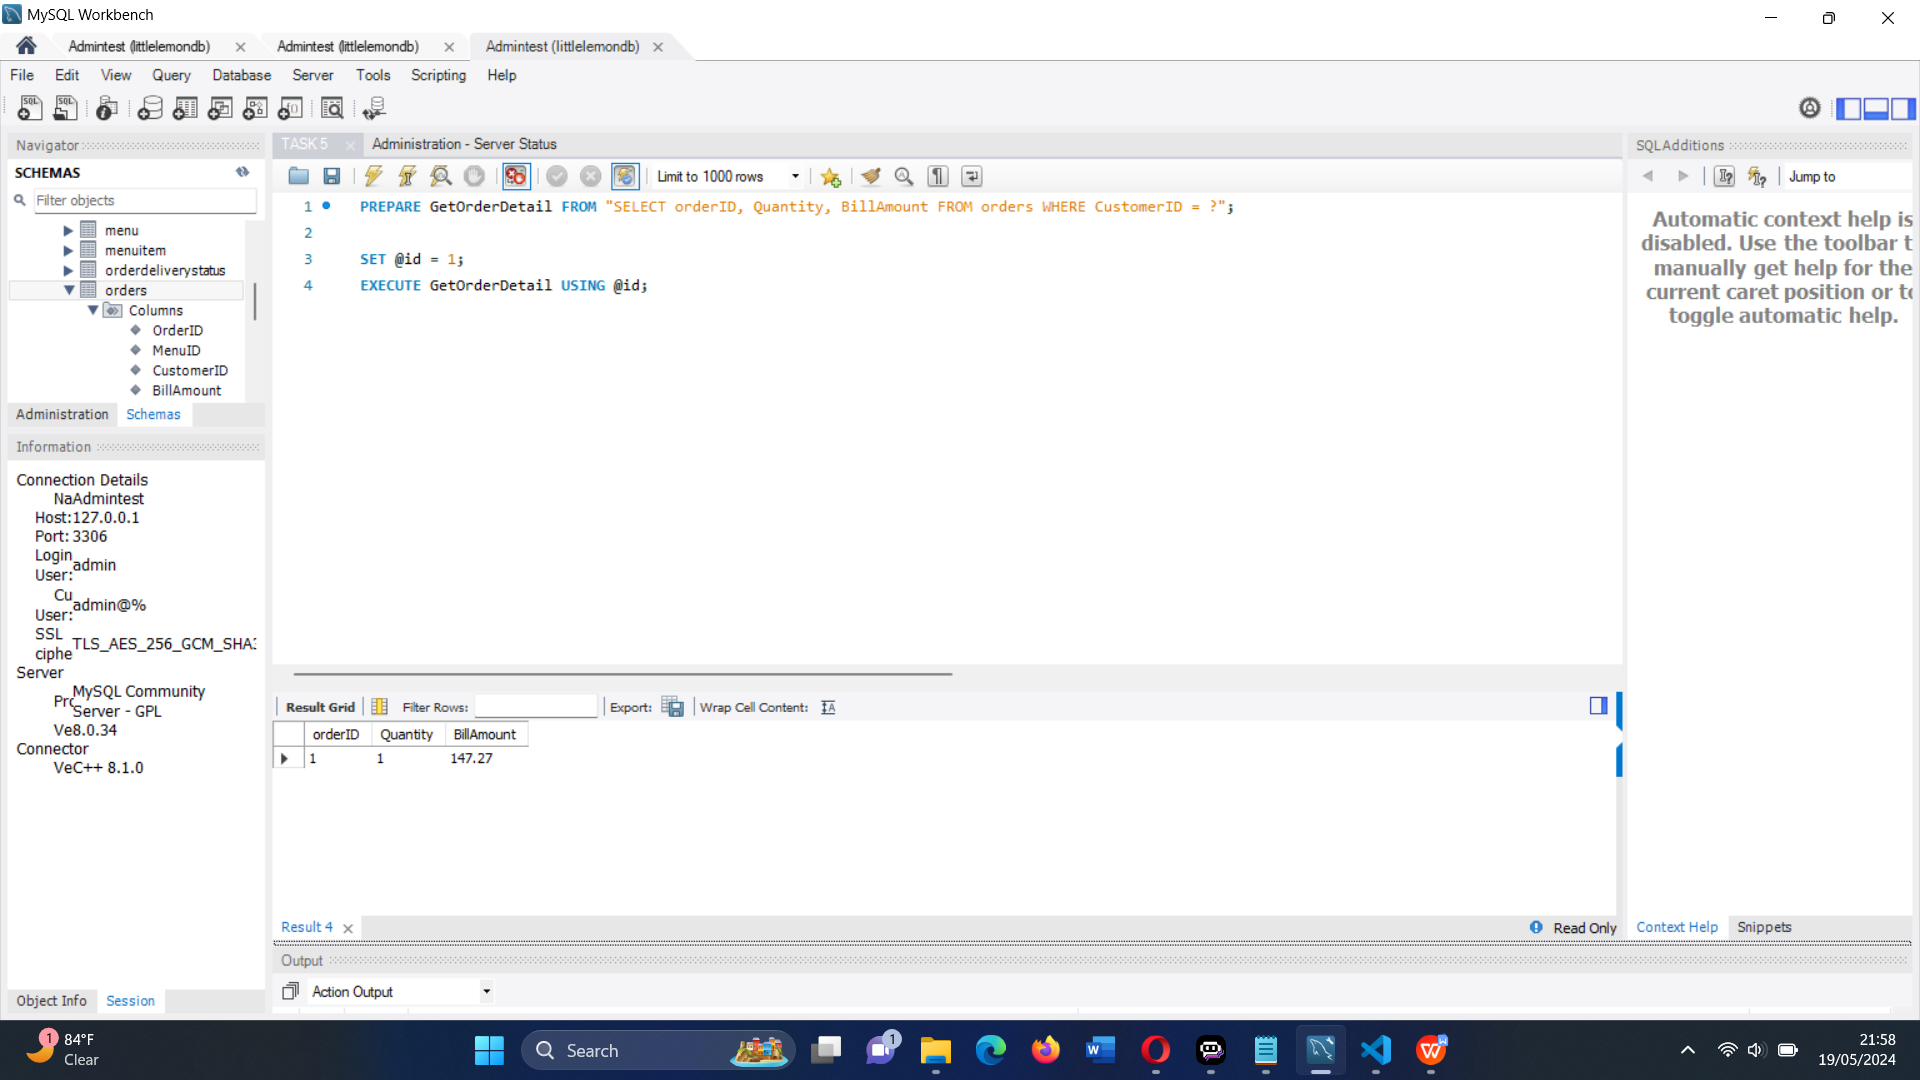 MySQL Workbench
Admintest (littlelemondb)
Admintest (littlelemondb)
Admintest (littlelemondb)
File Edit View Query Database Server Tools Scripting Help
Navigator
SCHEMAS
Filter objects
menu
menuitem
orderdeliverystatus
orders
Columns
OrderID
MenuID
CustomerID
BillAmount
Administration Schemas
Information
Connection Details
NaAdmintest
Host:127.0.0.1
Port: 3306
Login
User: admin
Cu
User: admin@%
SSL
ciphe TLS_AES_256_GCM_SHA
Server
MySQL Community
Server - GPL
Ve8.0.34
Connector
VeC++ 8.1.0
Object Info Session
TASK 5 Administration - Server Status
Limit to 1000 rows
1 PREPARE GetOrderDetail FROM "SELECT orderID, Quantity, BillAmount FROM orders WHERE CustomerID = ?";
2
3 SET @id = 1;
4 EXECUTE GetOrderDetail USING @id;
Result Grid Filter Rows: Export: Wrap Cell Content:
orderID Quantity BillAmount
1 1 147.27
Result 4 Read Only
Output
Action Output
SQLAdditions
Jump to
Automatic context help is
disabled. Use the toolbar t
manually get help for the
current caret position or to
toggle automatic help.
Context Help Snippets
1
84°F
Clear
Search
1
21:58
19/05/2024